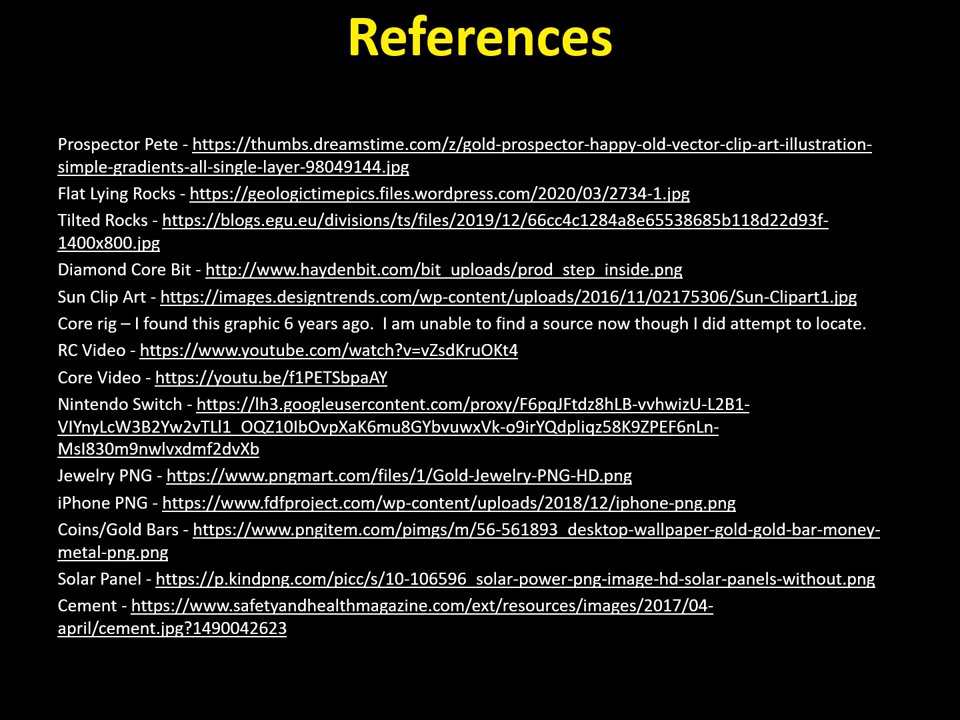 References
Prospector Pete - https://thumbs.dreamstime.com/z/gold-prospector-happy-old-vector-clip-art-illustration-
simple-gradients-all-single-layer-98049144.jpg
Flat Lying Rocks - https://geologictimepics.files.wordpress.com/2020/03/2734-1.jpg
Tilted Rocks - https://blogs.egu.eu/divisions/ts/files/2019/12/66cc4c1284a8e65538685b118d22d93f-
1400x800.jpg
Diamond Core Bit - http://www.haydenbit.com/bit_uploads/prod_step_inside.png
Sun Clip Art - https://images.designtrends.com/wp-content/uploads/2016/11/02175306/Sun-Clipart1.jpg
Core rig – I found this graphic 6 years ago.  I am unable to find a source now though I did attempt to locate.
RC Video - https://www.youtube.com/watch?v=vZsdKruOKt4
Core Video - https://youtu.be/f1PETSbpaAY
Nintendo Switch - https://lh3.googleusercontent.com/proxy/F6pqJFtdz8hLB-vvhwizU-L2B1-
VIYnyLcW3B2Yw2vTLl1_OQZ10IbOvpXaK6mu8GYbvuwxVk-o9irYQdpliqz58K9ZPEF6nLn-
MsI830m9nwlvxdmf2dvXb
Jewelry PNG - https://www.pngmart.com/files/1/Gold-Jewelry-PNG-HD.png
iPhone PNG - https://www.fdfproject.com/wp-content/uploads/2018/12/iphone-png.png
Coins/Gold Bars - https://www.pngitem.com/pimgs/m/56-561893_desktop-wallpaper-gold-gold-bar-money-
metal-png.png
Solar Panel - https://p.kindpng.com/picc/s/10-106596_solar-power-png-image-hd-solar-panels-without.png
Cement - https://www.safetyandhealthmagazine.com/ext/resources/images/2017/04-
april/cement.jpg?1490042623